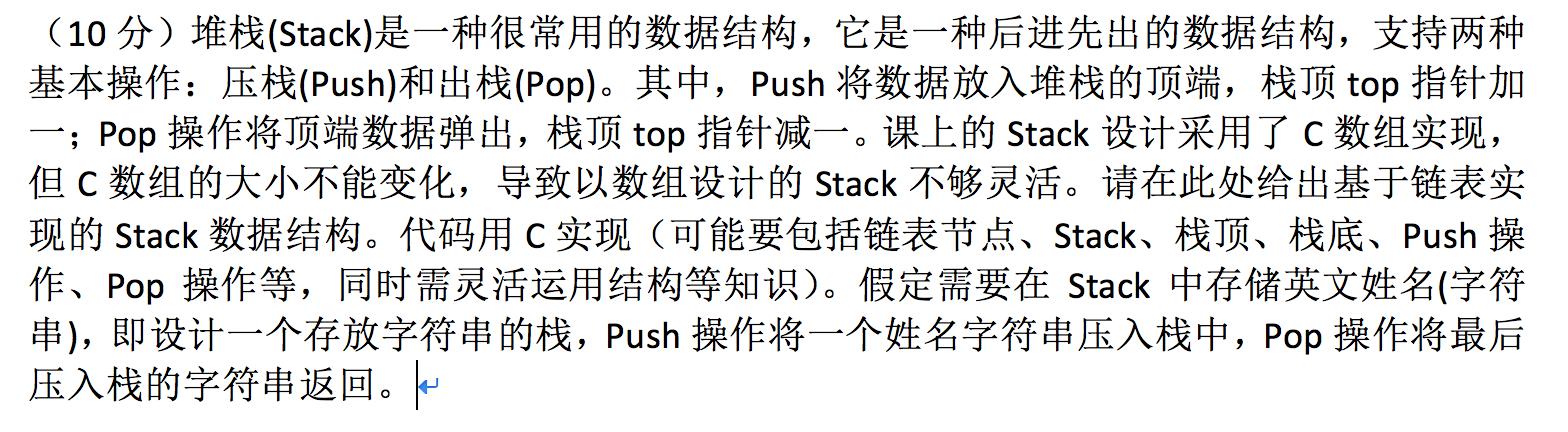 （10 分）堆栈(Stack)是一种很常用的数据结构，它是一种后进先出的数据结构，支持两种
基本操作：压栈(Push)和出栈(Pop)。其中，Push 将数据放入堆栈的顶端，栈顶 top 指针加
一；Pop 操作将顶端数据弹出，栈顶 top 指针减一。课上的 Stack 设计采用了 C 数组实现，
但 C 数组的大小不能变化，导致以数组设计的 Stack 不够灵活。请在此处给出基于链表实
现的 Stack 数据结构。代码用 C 实现（可能要包括链表节点、Stack、栈顶、栈底、Push 操
作、Pop 操作等，同时需灵活运用结构等知识）。假定需要在 Stack 中存储英文姓名(字符
串)，即设计一个存放字符串的栈，Push 操作将一个姓名字符串压入栈中，Pop 操作将最后
压入栈的字符串返回。